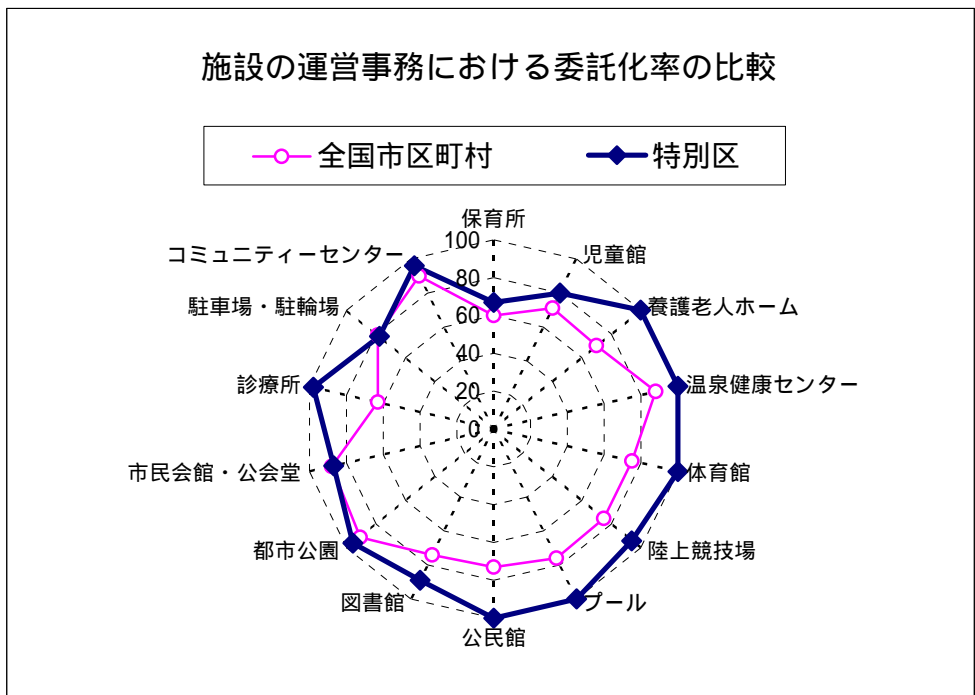 施設の運営事務における委託化率の比較
全国市区町村
特別区
保育所
児童館
養護老人ホーム
温泉健康センター
体育館
陸上競技場
プール
公民館
図書館
都市公園
市民会館・公会堂
診療所
駐車場・駐輪場
コミュニティーセンター
100
80
60
40
20
0